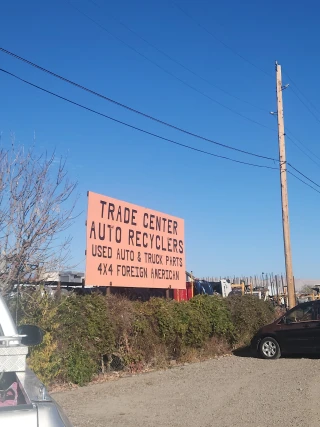 TRADE CENTER
AUTO RECYCLERS
USED AUTO & TRUCK PARTS
4X4 FOREIGN AMERICAN